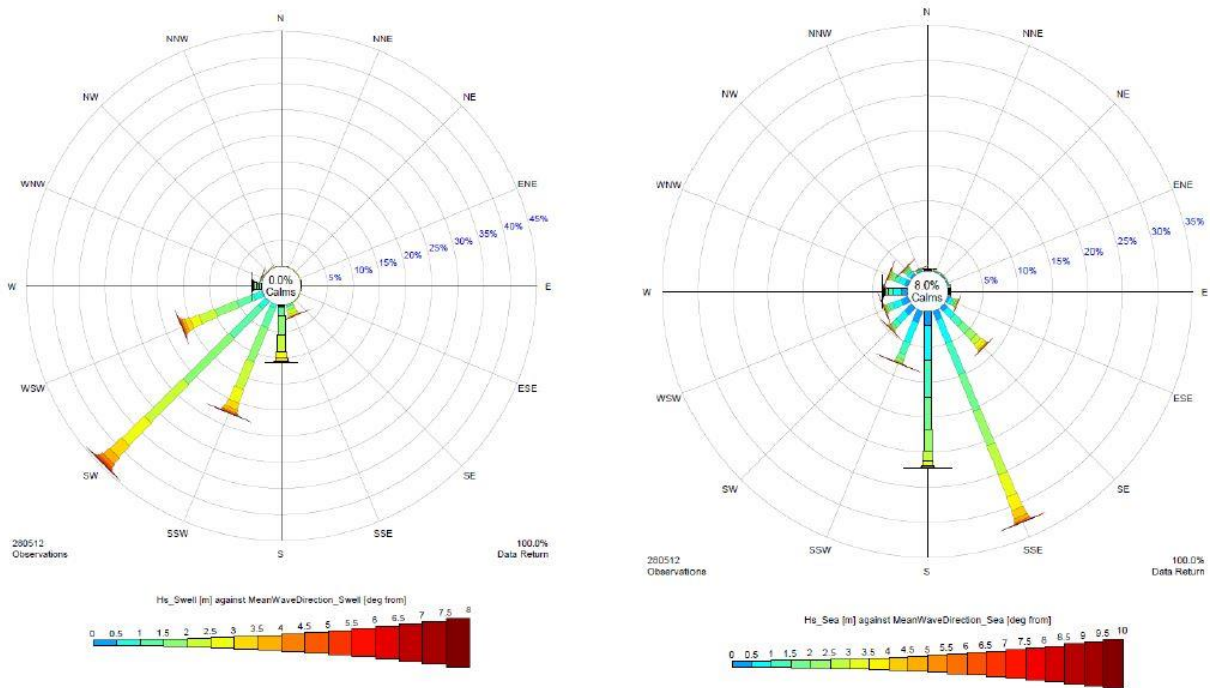 N
NNW
NNE
NW
NE
WNW
ENE
45%
40%
35%
30%
25%
20%
15%
10%
5%
0.0%
Calms
W
E
WSW
ESE
SW
SE
SSW
SSE
S
280512
Observations
100.0%
Data Return
Hs_Swell [m] against MeanWaveDirection_Swell [deg from]
0 0.5 1 1.5 2 2.5 3 3.5 4 4.5 5 5.5 6 6.5 7 7.5 8
N
NNW
NNE
NW
NE
WNW
ENE
35%
30%
25%
20%
15%
10%
5%
8.0%
Calms
W
E
WSW
ESE
SW
SE
SSW
SSE
S
280512
Observations
100.0%
Data Return
Hs_Sea [m] against MeanWaveDirection_Sea [deg from]
0 0.5 1 1.5 2 2.5 3 3.5 4 4.5 5 5.5 6 6.5 7 7.5 8 8.5 9 9.5 10